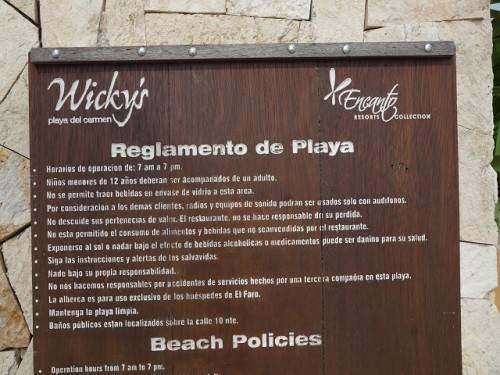 Wicky's
playa del carmen
Encanto
RESORTS COLLECTION
Reglamento de Playa
Horarios de operacion de: 7 am a 7 pm.
Niños menores de 12 años deberan ser acompañados de un adulto.
No se permite traer bebidas en envase de vidrio a esta area.
Por consideracion a los demas clientes, radios y equipos de sonido podran ser usados solo con audifonos.
No descuide sus pertenecias de valor. El restaurante, no se hace responsable de su perdida.
No esta permitido el consumo de alimentos y bebidas que no sean vendidas por el restaurante.
Exponerse al sol o nadar bajo el efecto de bebidas alcoholicas o medicamentos puede ser danino para su salud.
Siga las instrucciones y alertas de los salvavidas.
Nade bajo su propia responsabilidad.
No nós hacemos responsables por accidentes de servicios hechos por una tercera compañia en esta playa.
La alberca es para uso exclusivo de los huéspedes de El Faro.
Mantenga la playa limpia.
Baños públicos estan localizados sobre la calle 10 nte.
Beach Policies
Operation hours from 7 am to 7 pm.